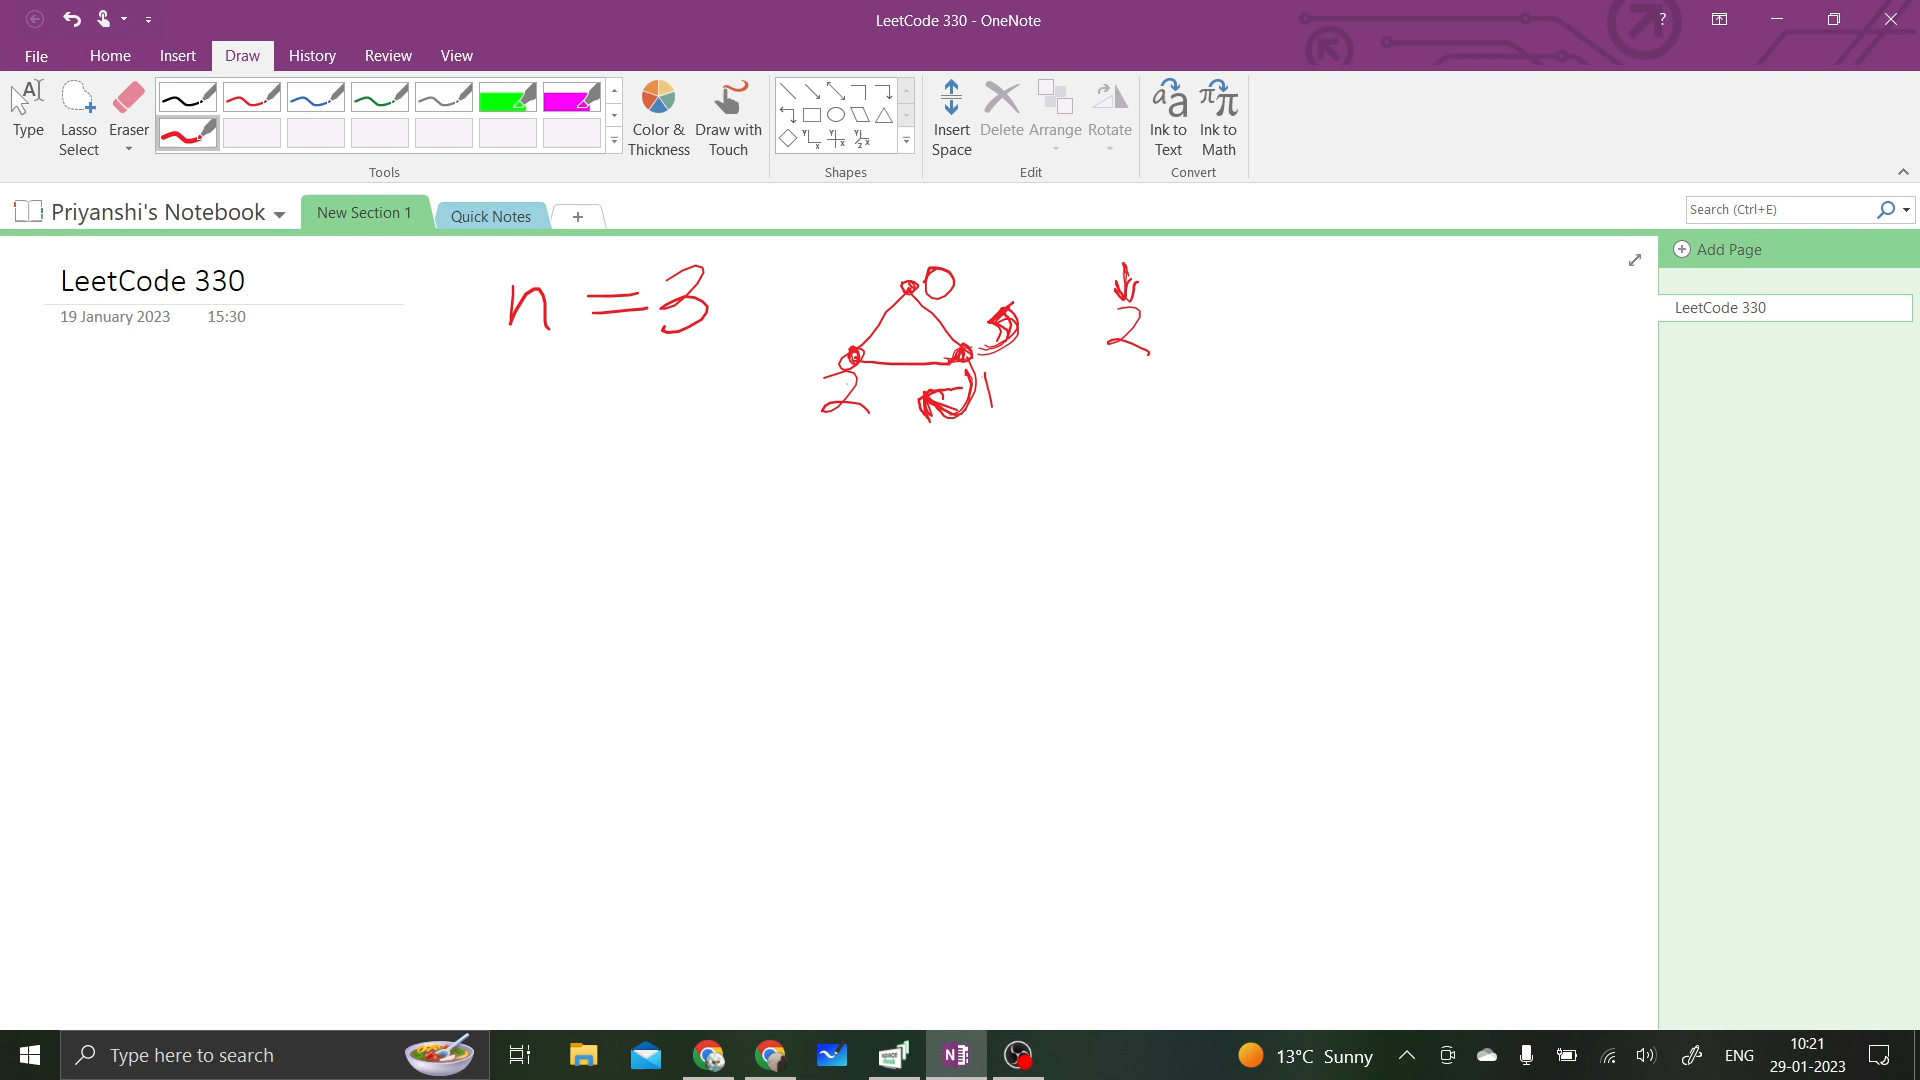 LeetCode 330 - OneNote
?
File Home Insert Draw History Review View
Type
Lasso Select
Eraser
Color & Thickness
Draw with Touch
Insert Space
Delete
Arrange
Rotate
Ink to Text
Ink to Math
Tools
Shapes
Edit
Convert
Priyanshi's Notebook
New Section 1
Quick Notes
+
Search (Ctrl+E)
Add Page
LeetCode 330
LeetCode 330
19 January 2023 15:30
n = 3
0
2
1
2
Type here to search
13°C Sunny
ENG
10:21
29-01-2023